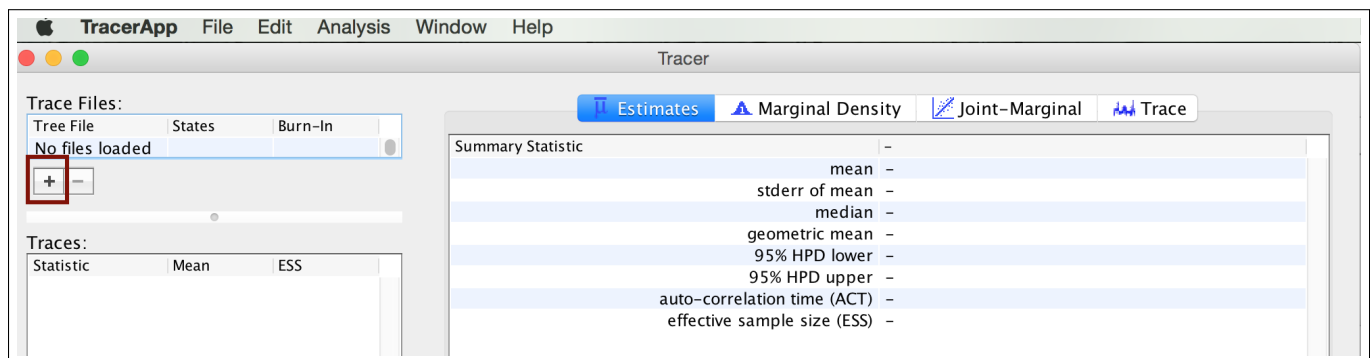 TracerApp File Edit Analysis Window Help
Tracer
Trace Files:
Tree File States Burn-In
No files loaded
+ −
Traces:
Statistic Mean ESS
μ Estimates Marginal Density Joint-Marginal Trace
Summary Statistic -
mean -
stderr of mean -
median -
geometric mean -
95% HPD lower -
95% HPD upper -
auto-correlation time (ACT) -
effective sample size (ESS) -